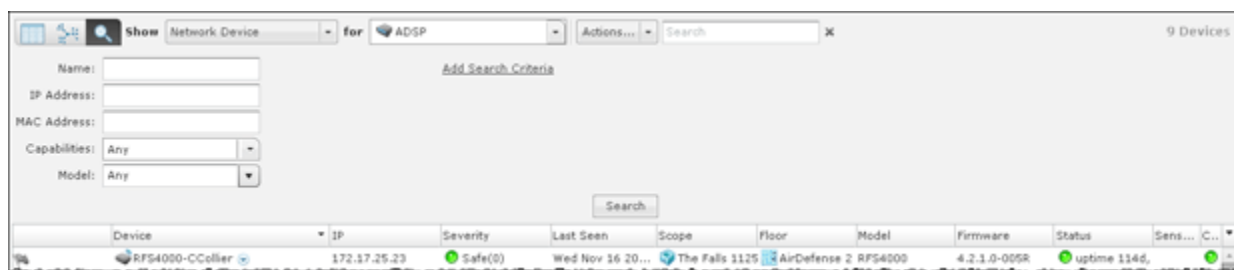 Show Network Device for ADSP Actions... Search × 9 Devices
Name: Add Search Criteria
IP Address:
MAC Address:
Capabilities: Any
Model: Any
Search
Device IP Severity Last Seen Scope Floor Model Firmware Status Sens... C..
RFS4000-CCollier 172.17.25.23 Safe(0) Wed Nov 16 20... The Falls 1125 AirDefense 2 RFS4000 4.2.1.0-005R uptime 114d,